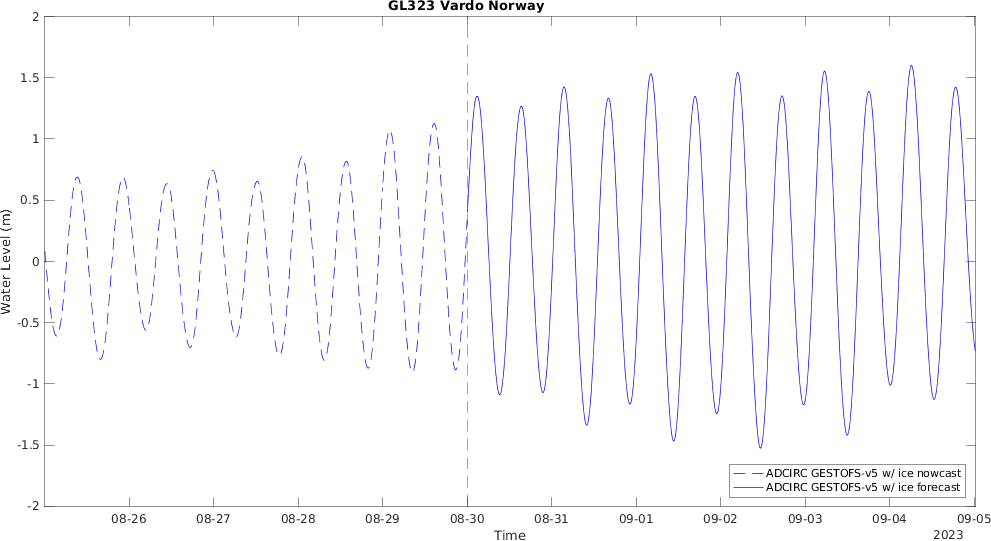 GL323 Vardo Norway
2
1.5
1
0.5
0
-0.5
-1
-1.5
-2
Water Level (m)
ADCIRC GESTOFS-v5 w/ ice nowcast
ADCIRC GESTOFS-v5 w/ ice forecast
08-26 08-27 08-28 08-29 08-30 08-31 09-01 09-02 09-03 09-04 09-05
Time
2023